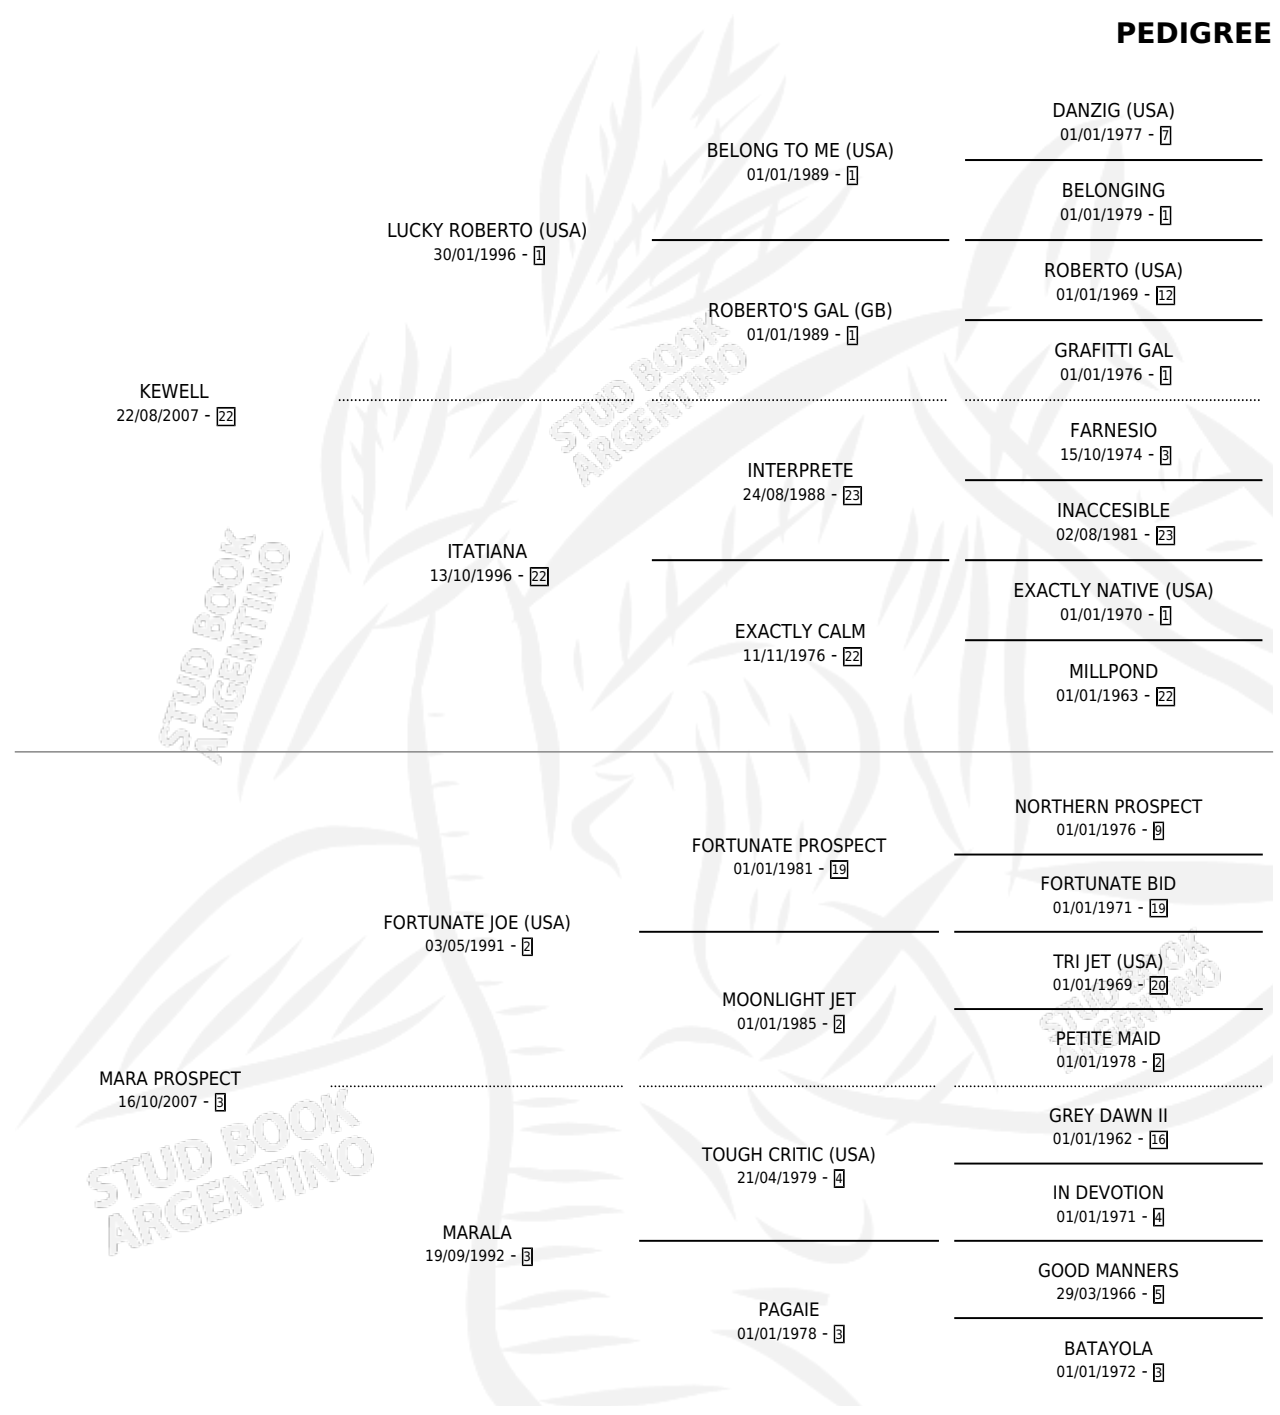 PEDIGREE
DANZIG (USA)
01/01/1977 - 7
BELONG TO ME (USA)
01/01/1989 - 1
BELONGING
01/01/1979 - 1
LUCKY ROBERTO (USA)
30/01/1996 - 1
ROBERTO (USA)
01/01/1969 - 12
ROBERTO'S GAL (GB)
01/01/1989 - 1
GRAFITTI GAL
01/01/1976 - 1
KEWELL
22/08/2007 - 22
STUD BOOK
ARGENTINO
FARNESIO
15/10/1974 - 3
INTERPRETE
24/08/1988 - 23
INACCESIBLE
02/08/1981 - 23
ITATIANA
13/10/1996 - 22
EXACTLY NATIVE (USA)
01/01/1970 - 1
EXACTLY CALM
11/11/1976 - 22
MILLPOND
01/01/1963 - 22
STUD BOOK
ARGENTINO
NORTHERN PROSPECT
01/01/1976 - 9
FORTUNATE PROSPECT
01/01/1981 - 19
FORTUNATE BID
01/01/1971 - 19
FORTUNATE JOE (USA)
03/05/1991 - 2
TRI JET (USA)
01/01/1969 - 20
STUD BOOK
ARGENTINO
MOONLIGHT JET
01/01/1985 - 2
PETITE MAID
01/01/1978 - 2
MARA PROSPECT
16/10/2007 - 3
STUD BOOK
ARGENTINO
GREY DAWN II
01/01/1962 - 16
TOUGH CRITIC (USA)
21/04/1979 - 4
IN DEVOTION
01/01/1971 - 4
MARALA
19/09/1992 - 3
GOOD MANNERS
29/03/1966 - 5
PAGAIE
01/01/1978 - 3
BATAYOLA
01/01/1972 - 3